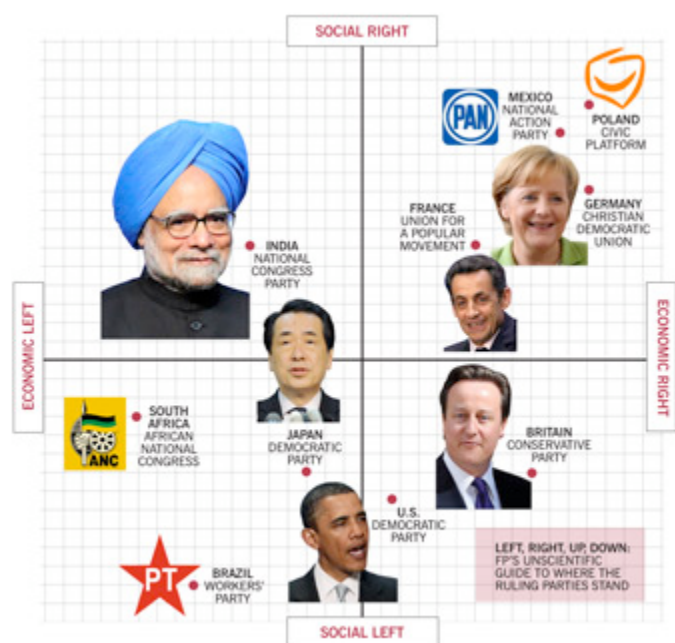 SOCIAL RIGHT
PAN
MEXICO
NATIONAL
ACTION
PARTY
POLAND
CIVIC
PLATFORM
GERMANY
CHRISTIAN
DEMOCRATIC
UNION
FRANCE
UNION FOR
A POPULAR
MOVEMENT
INDIA
NATIONAL
CONGRESS
PARTY
ECONOMIC LEFT
ECONOMIC RIGHT
ANC
SOUTH
AFRICA
AFRICAN
NATIONAL
CONGRESS
JAPAN
DEMOCRATIC
PARTY
BRITAIN
CONSERVATIVE
PARTY
U.S.
DEMOCRATIC
PARTY
PT
BRAZIL
WORKERS'
PARTY
LEFT, RIGHT, UP, DOWN:
FP'S UNSCIENTIFIC
GUIDE TO WHERE THE
RULING PARTIES STAND
SOCIAL LEFT